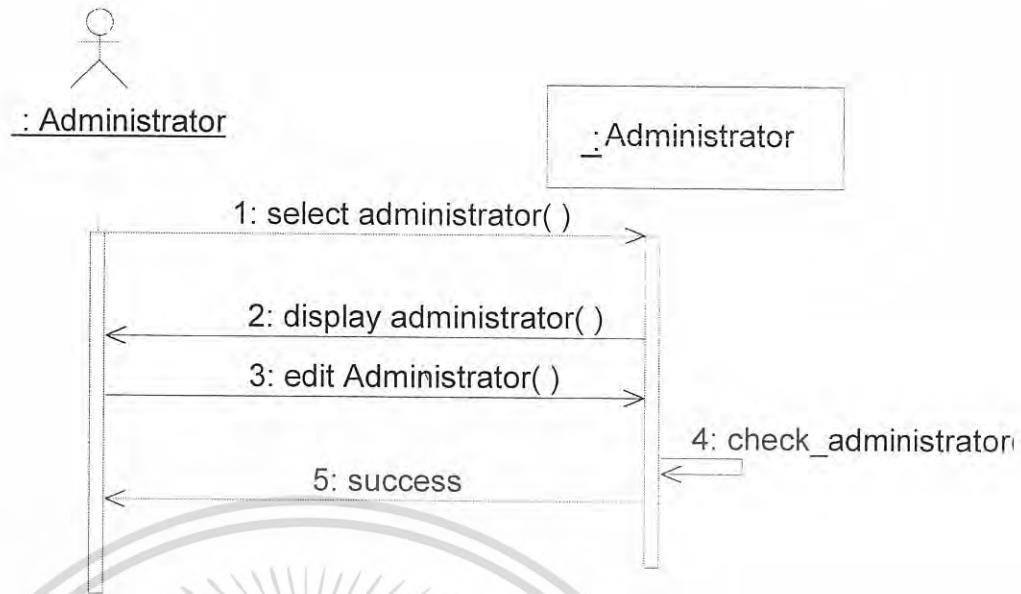 : Administrator
: Administrator
1: select administrator( )
2: display administrator( )
3: edit Administrator( )
4: check_administrator(
5: success